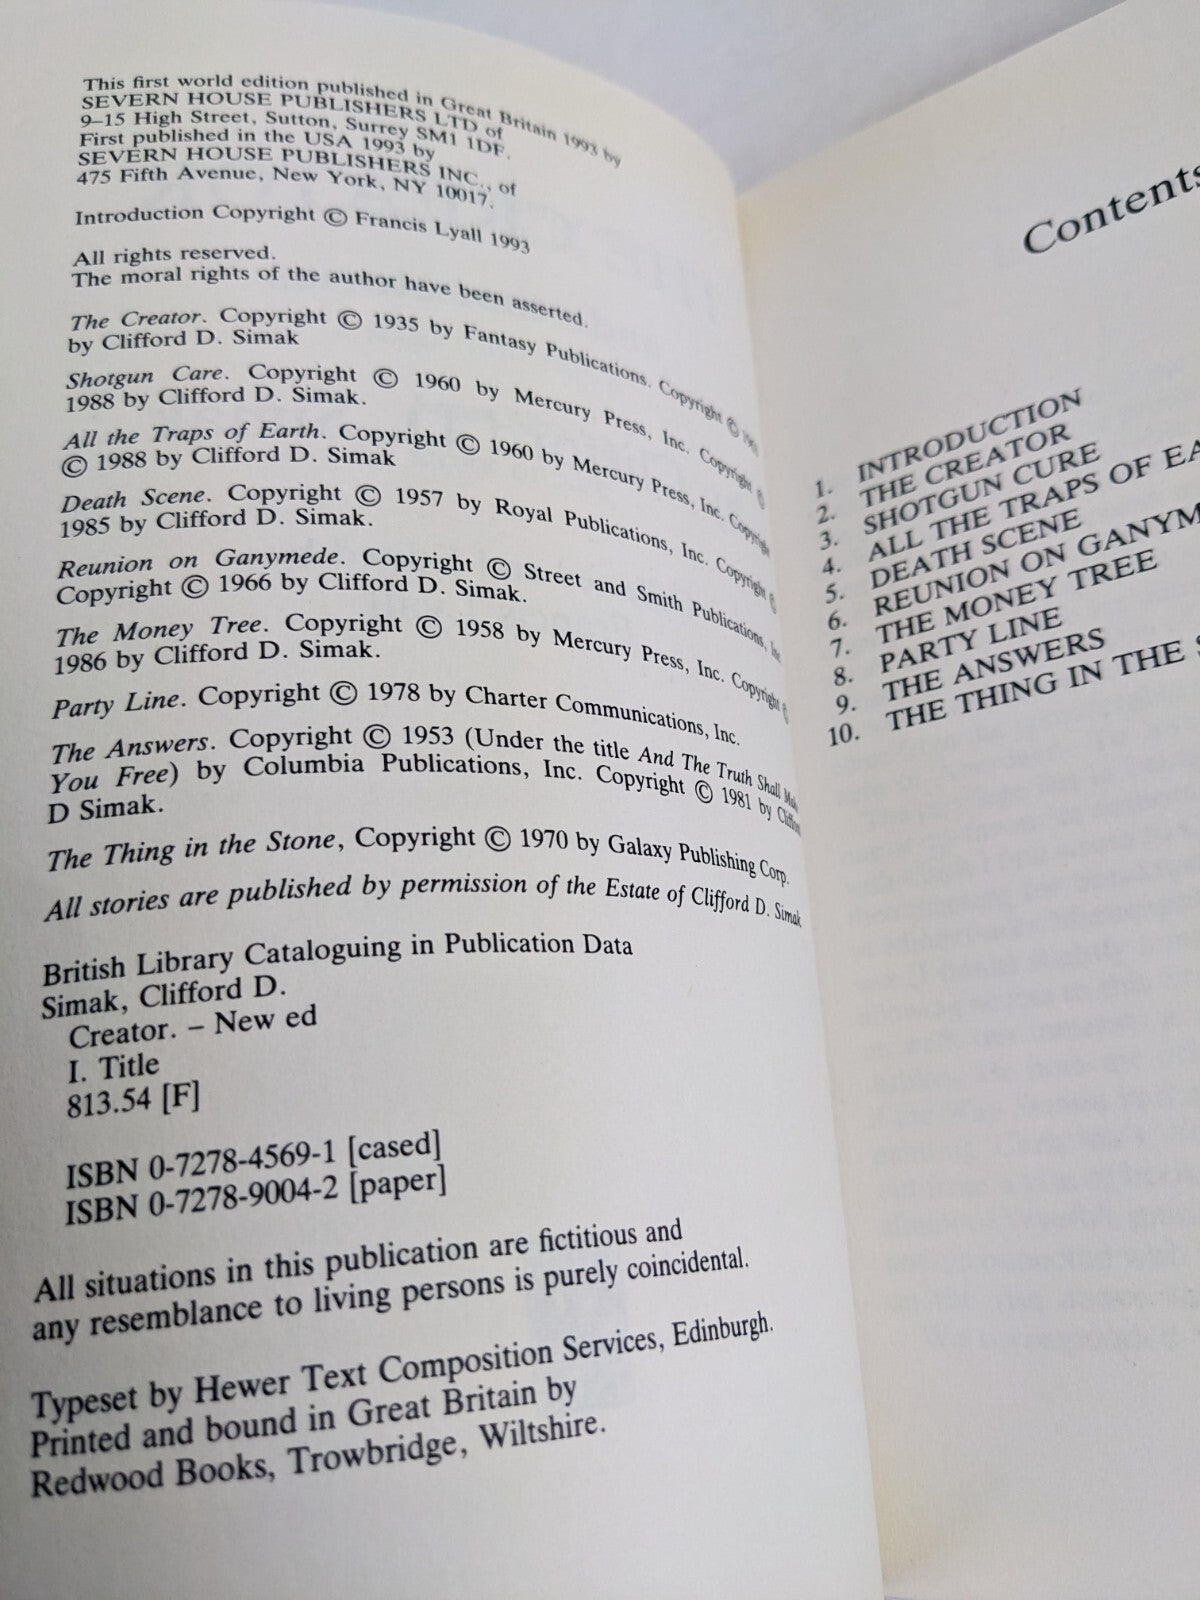 This first world edition published in Great Britain 1993 by
SEVERN HOUSE PUBLISHERS LTD of
9–15 High Street, Sutton, Surrey SM1 1DF.
First published in the USA 1993 by
SEVERN HOUSE PUBLISHERS INC., of
475 Fifth Avenue, New York, NY 10017.
Introduction Copyright © Francis Lyall 1993
All rights reserved.
The moral rights of the author have been asserted.
The Creator. Copyright © 1935 by Fantasy Publications. Copyright ©
by Clifford D. Simak
Shotgun Care. Copyright © 1960 by Mercury Press, Inc. Copyright ©
1988 by Clifford D. Simak.
All the Traps of Earth. Copyright © 1960 by Mercury Press, Inc. Copyright
© 1988 by Clifford D. Simak
Death Scene. Copyright © 1957 by Royal Publications, Inc. Copyright ©
1985 by Clifford D. Simak.
Reunion on Ganymede. Copyright © Street and Smith Publications, Inc
Copyright © 1966 by Clifford D. Simak.
The Money Tree. Copyright © 1958 by Mercury Press, Inc. Copyright ©
1986 by Clifford D. Simak.
Party Line. Copyright © 1978 by Charter Communications, Inc.
The Answers. Copyright © 1953 (Under the title And The Truth Shall Make
You Free) by Columbia Publications, Inc. Copyright © 1981 by Clifford
D Simak.
The Thing in the Stone, Copyright © 1970 by Galaxy Publishing Corp.
All stories are published by permission of the Estate of Clifford D. Simak
British Library Cataloguing in Publication Data
Simak, Clifford D.
Creator. – New ed
I. Title
813.54 [F]
ISBN 0-7278-4569-1 [cased]
ISBN 0-7278-9004-2 [paper]
All situations in this publication are fictitious and
any resemblance to living persons is purely coincidental.
Typeset by Hewer Text Composition Services, Edinburgh.
Printed and bound in Great Britain by
Redwood Books, Trowbridge, Wiltshire.
Contents
1. INTRODUCTION
2. THE CREATOR
3. SHOTGUN CURE
4. ALL THE TRAPS OF EA
5. DEATH SCENE
6. REUNION ON GANYM
7. THE MONEY TREE
8. PARTY LINE
9. THE ANSWERS
10. THE THING IN THE S